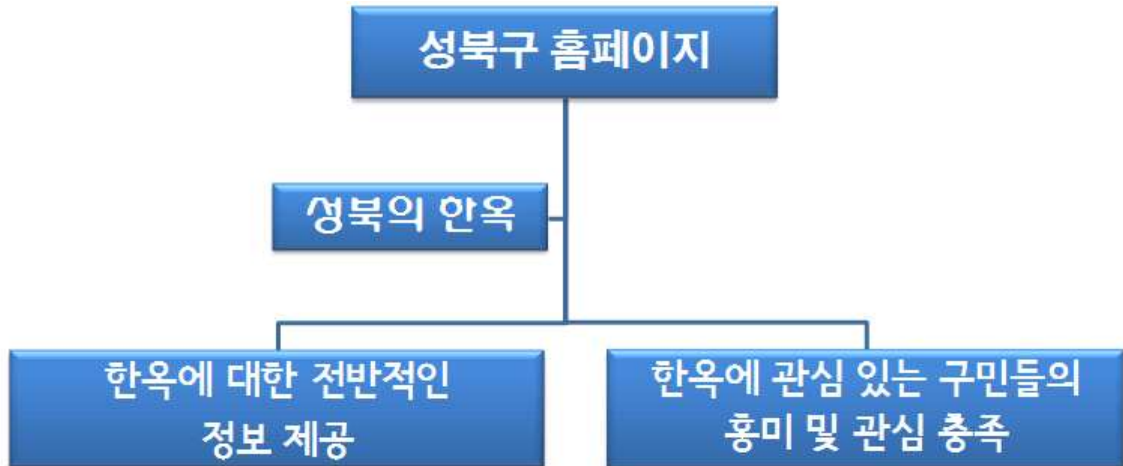 성북구 홈페이지
성북의 한옥
한옥에 대한 전반적인
정보 제공
한옥에 관심 있는 구민들의
흥미 및 관심 충족